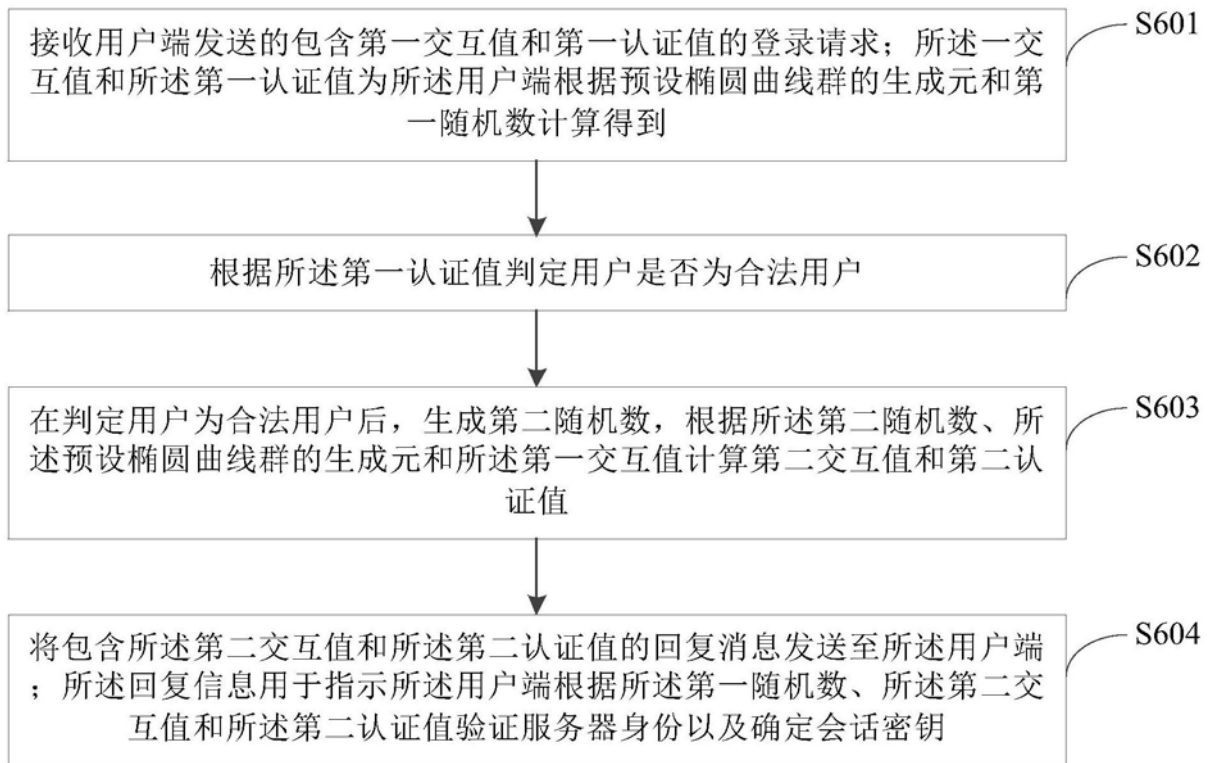 接收用户端发送的包含第一交互值和第一认证值的登录请求；所述一交
互值和所述第一认证值为所述用户端根据预设椭圆曲线群的生成元和第
一随机数计算得到
S601
根据所述第一认证值判定用户是否为合法用户
S602
在判定用户为合法用户后，生成第二随机数，根据所述第二随机数、所
述预设椭圆曲线群的生成元和所述第一交互值计算第二交互值和第二认
证值
S603
将包含所述第二交互值和所述第二认证值的回复消息发送至所述用户端
；所述回复信息用于指示所述用户端根据所述第一随机数、所述第二交
互值和所述第二认证值验证服务器身份以及确定会话密钥
S604